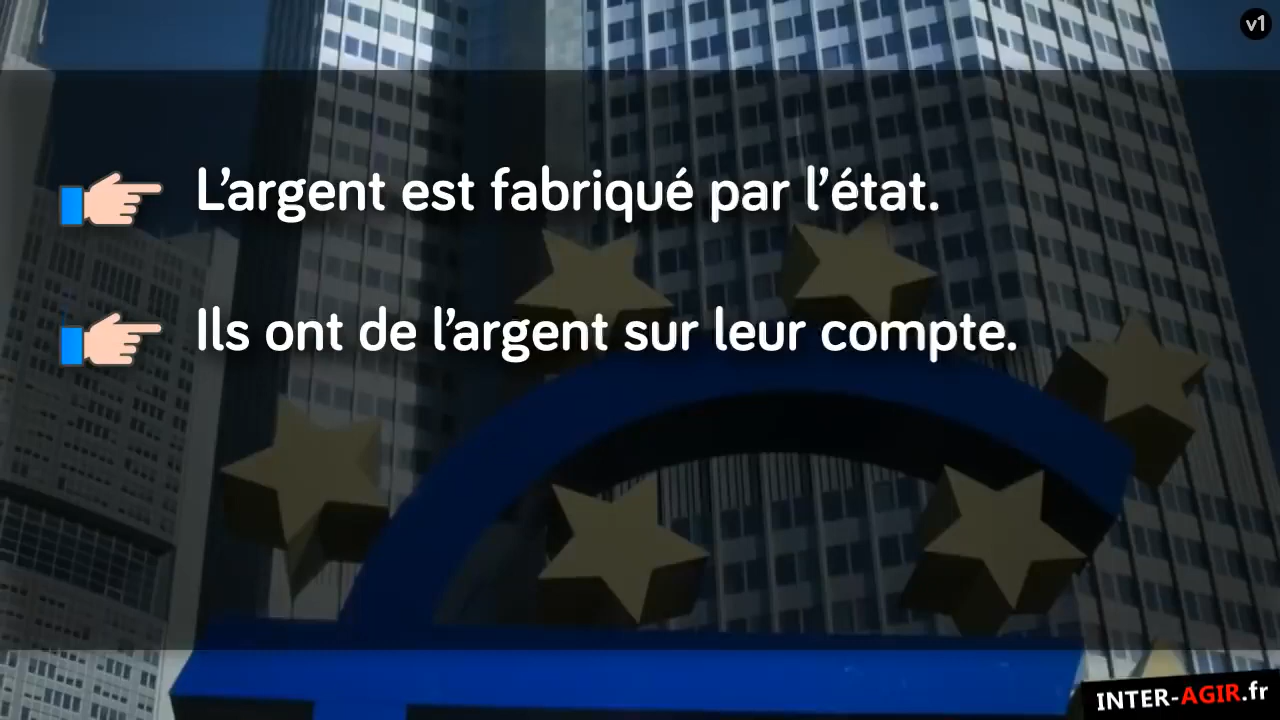 v1
L’argent est fabriqué par l’état.
Ils ont de l’argent sur leur compte.
INTER-AGIR.fr